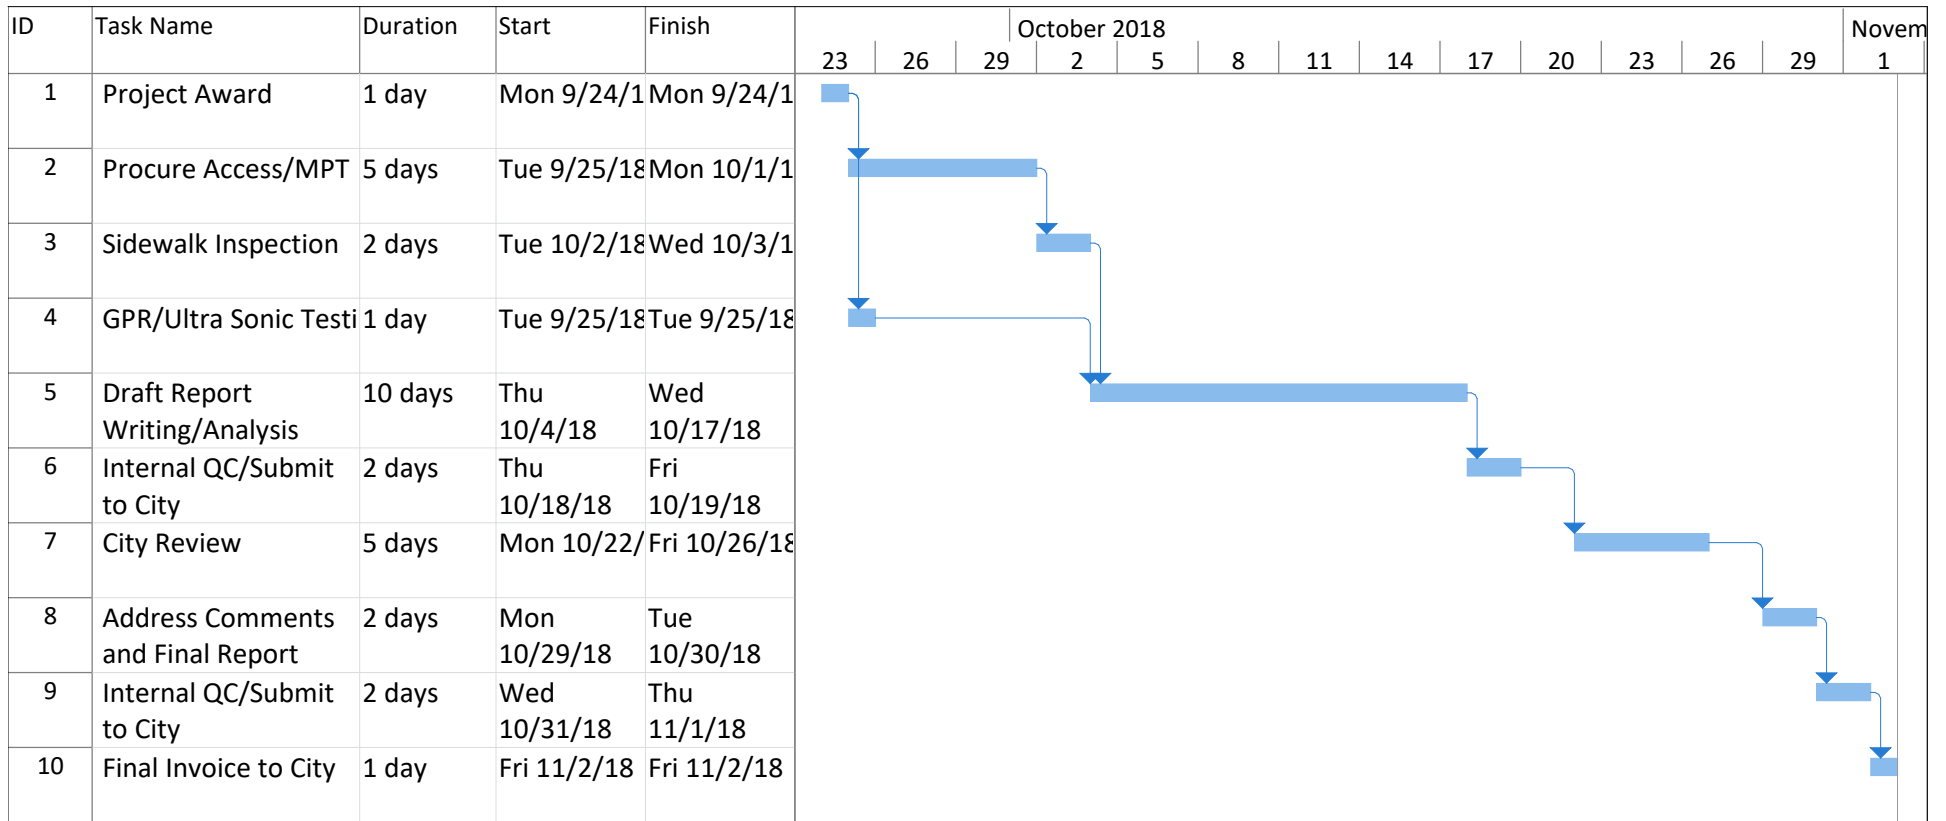 ID Task Name Duration Start Finish October 2018 Novem
23 26 29 2 5 8 11 14 17 20 23 26 29 1
1 Project Award 1 day Mon 9/24/1 Mon 9/24/1
2 Procure Access/MPT 5 days Tue 9/25/18 Mon 10/1/1
3 Sidewalk Inspection 2 days Tue 10/2/18 Wed 10/3/1
4 GPR/Ultra Sonic Testi 1 day Tue 9/25/18 Tue 9/25/18
5 Draft Report 10 days Thu Wed
Writing/Analysis 10/4/18 10/17/18
6 Internal QC/Submit 2 days Thu Fri
to City 10/18/18 10/19/18
7 City Review 5 days Mon 10/22/ Fri 10/26/18
8 Address Comments 2 days Mon Tue
and Final Report 10/29/18 10/30/18
9 Internal QC/Submit 2 days Wed Thu
to City 10/31/18 11/1/18
10 Final Invoice to City 1 day Fri 11/2/18 Fri 11/2/18